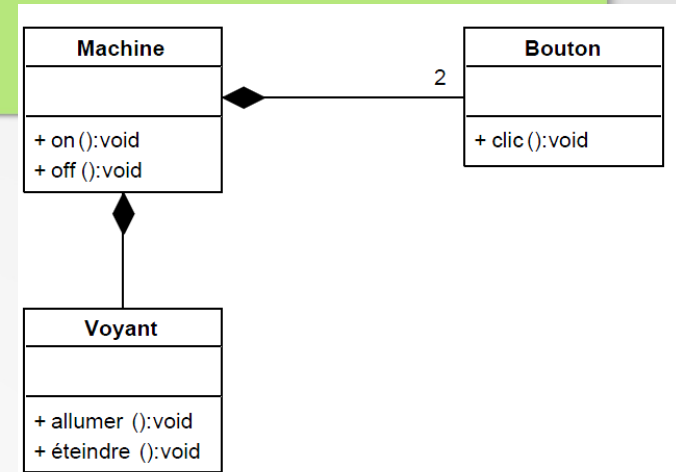 Machine
+ on ():void
+ off ():void
2
Bouton
+ clic ():void
Voyant
+ allumer ():void
+ éteindre ():void